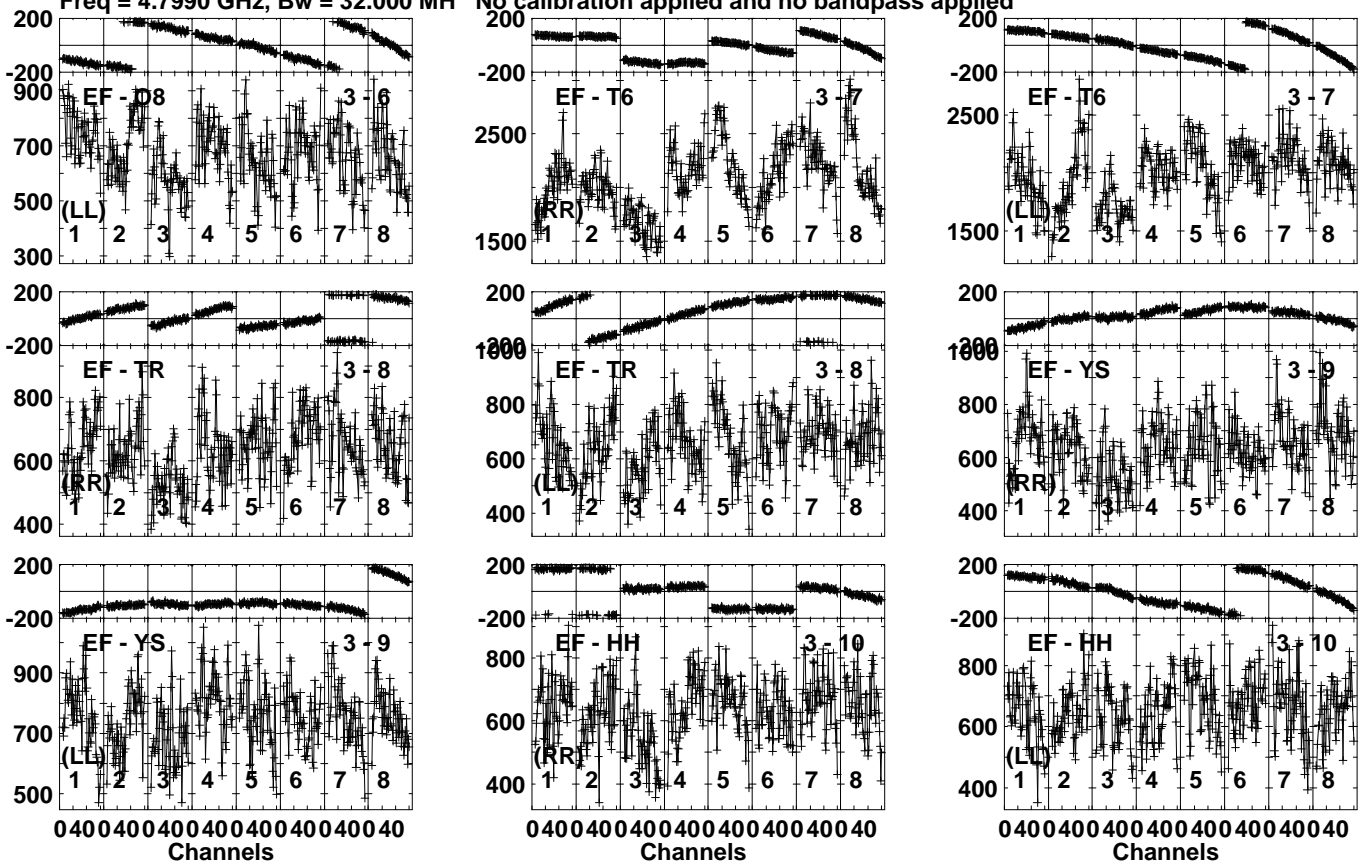 Freq = 4.7990 GHz, Bw = 32.000 MH No calibration applied and no bandpass applied
200
-200
900
700
500
300
EF - O8 3 - 6
(LL)
1 2 3 4 5 6 7 8
200
-200
2500
1500
EF - T6 3 - 7
(RR)
1 2 3 4 5 6 7 8
200
-200
2500
1500
EF - T6 3 - 7
(LL)
1 2 3 4 5 6 7 8
200
-200
800
600
400
EF - TR 3 - 8
(RR)
1 2 3 4 5 6 7 8
200
-200
1000
800
600
400
EF - TR 3 - 8
(LL)
1 2 3 4 5 6 7 8
200
-200
1000
800
600
400
EF - YS 3 - 9
(RR)
1 2 3 4 5 6 7 8
200
-200
900
700
500
EF - YS 3 - 9
(LL)
1 2 3 4 5 6 7 8
0 40 0 40 0 40 0 40 0 40 0 40 0 40 0 40
Channels
200
-200
800
600
400
EF - HH 3 - 10
(RR)
1 2 3 4 5 6 7 8
0 40 0 40 0 40 0 40 0 40 0 40 0 40 0 40
Channels
200
-200
800
600
400
EF - HH 3 - 10
(LL)
1 2 3 4 5 6 7 8
0 40 0 40 0 40 0 40 0 40 0 40 0 40 0 40
Channels